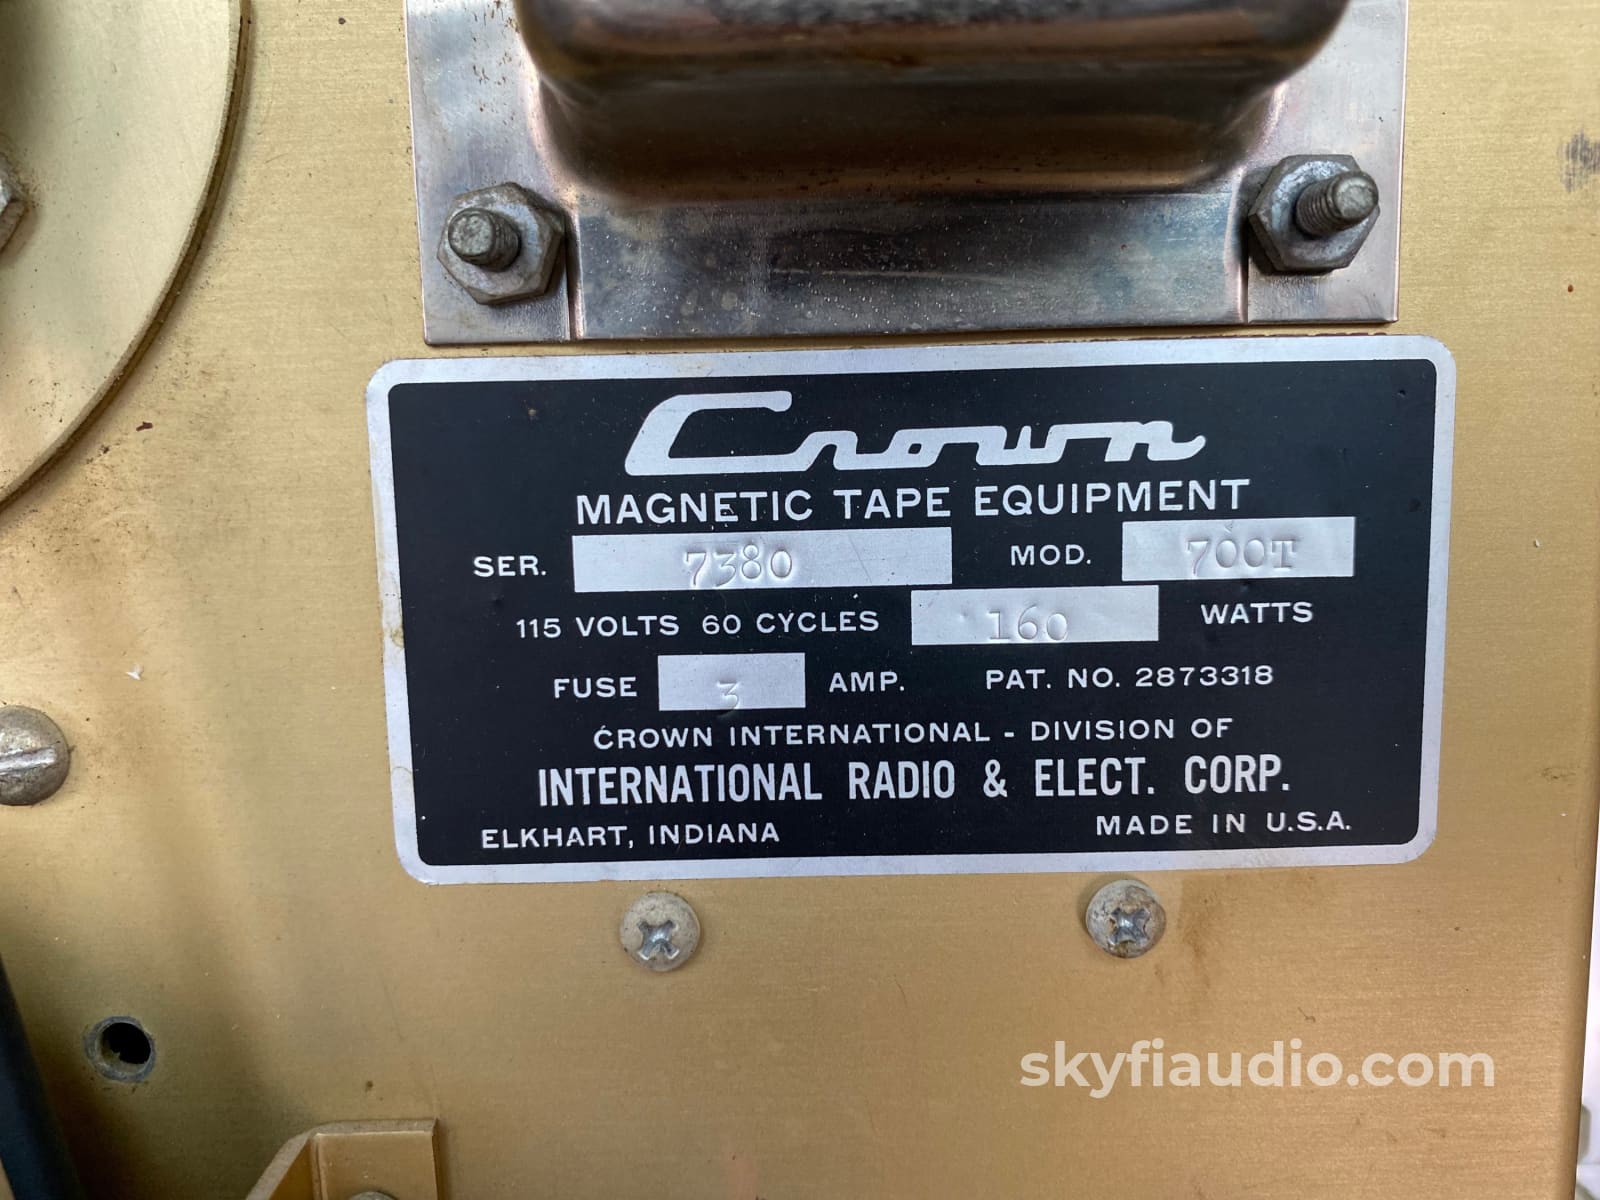 Crown
MAGNETIC TAPE EQUIPMENT
SER. 7380 MOD. 700T
115 VOLTS 60 CYCLES 160 WATTS
FUSE 3 AMP. PAT. NO. 2873318
CROWN INTERNATIONAL - DIVISION OF
INTERNATIONAL RADIO & ELECT. CORP.
ELKHART, INDIANA MADE IN U.S.A.
skyfiaudio.com